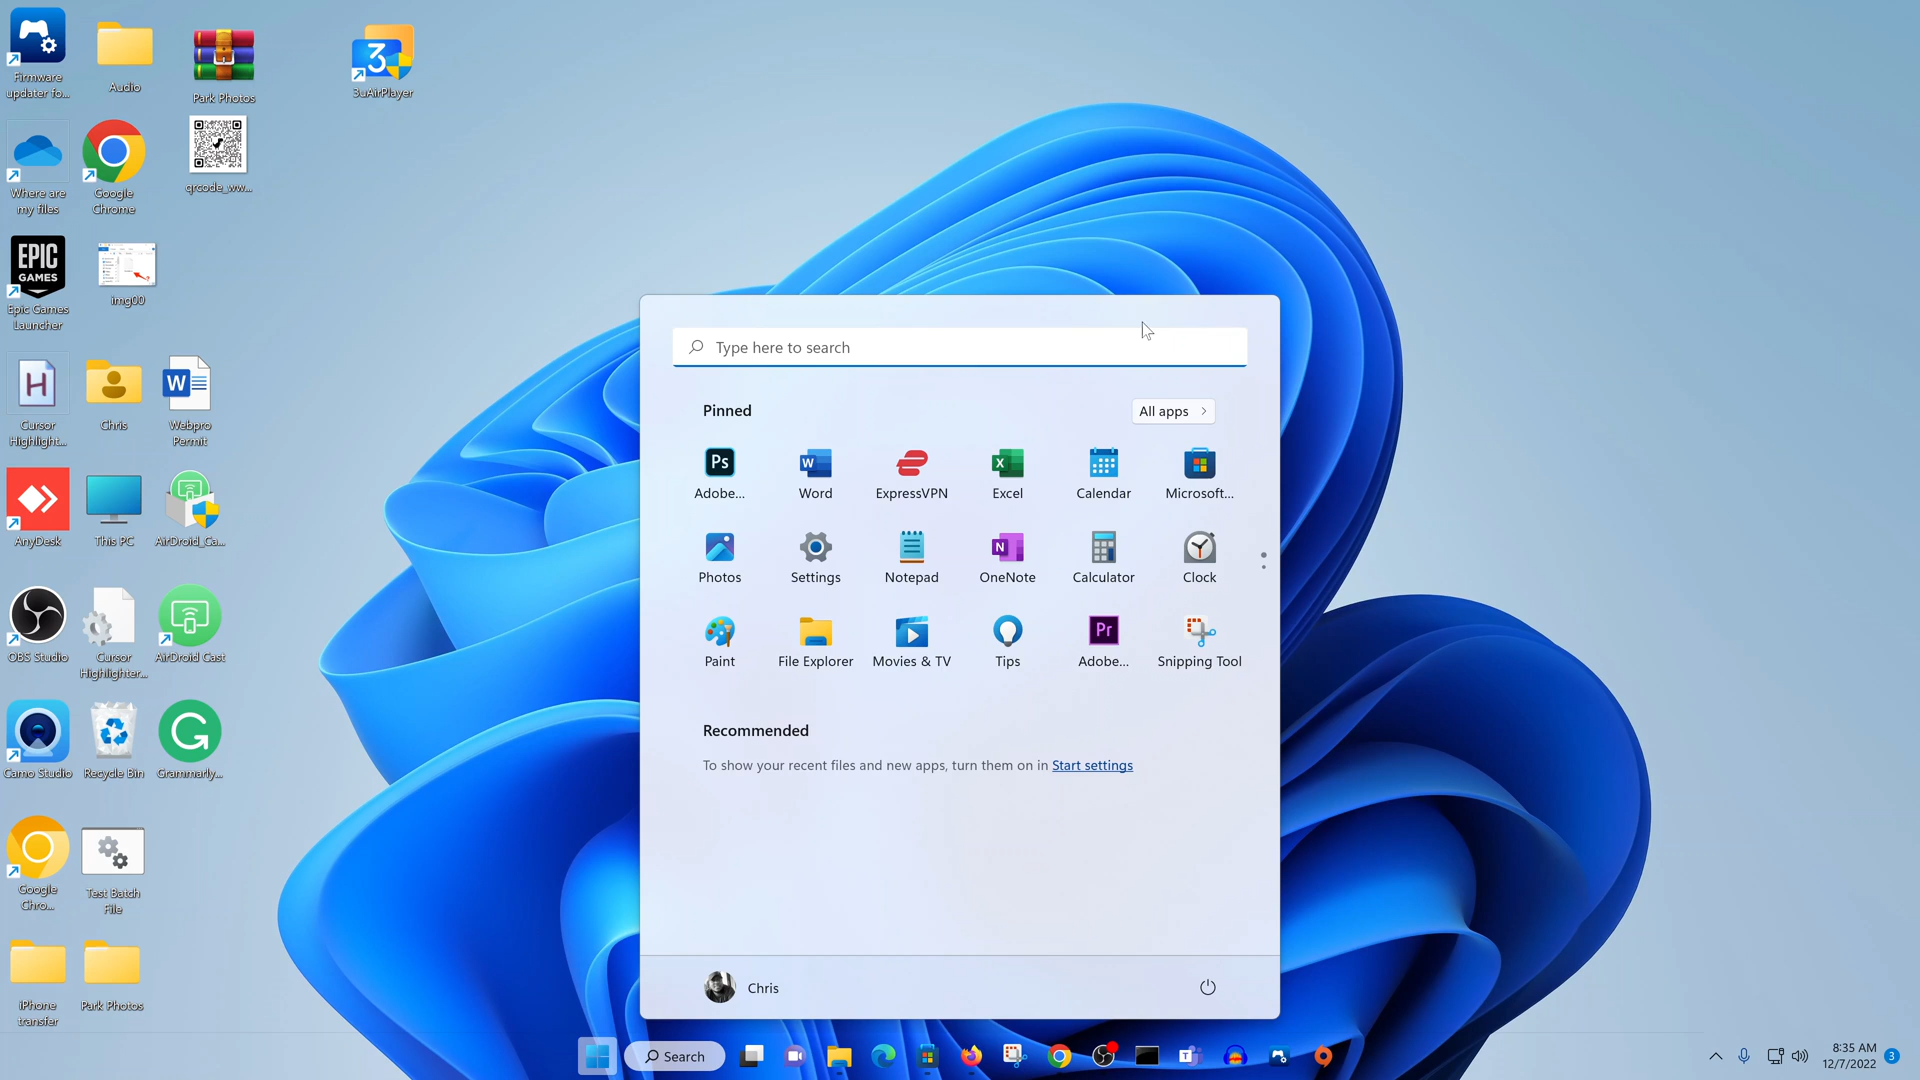 Firmware
updater fo...
Audio
Park Photos
3
3uAirPlayer
Where are
my files
Google
Chrome
qrcode_ww...
EPIC
GAMES
Epic Games
Launcher
img00
H
Cursor
Highlight...
Chris
W
Webpro
Permit
AnyDesk
This PC
AirDroid_Ca...
OBS Studio
Cursor
Highlighter...
AirDroid Cast
Camo Studio
Recycle Bin
G
Grammarly...
Google
Chro...
Test Batch
File
iPhone
transfer
Park Photos
Type here to search
Pinned
All apps
Ps
W
X
Adobe...
Word
ExpressVPN
Excel
Calendar
Microsoft...
N
Photos
Settings
Notepad
OneNote
Calculator
Clock
Pr
Paint
File Explorer
Movies & TV
Tips
Adobe...
Snipping Tool
Recommended
To show your recent files and new apps, turn them on in Start settings
Chris
Search
T
8:35 AM
12/7/2022
3